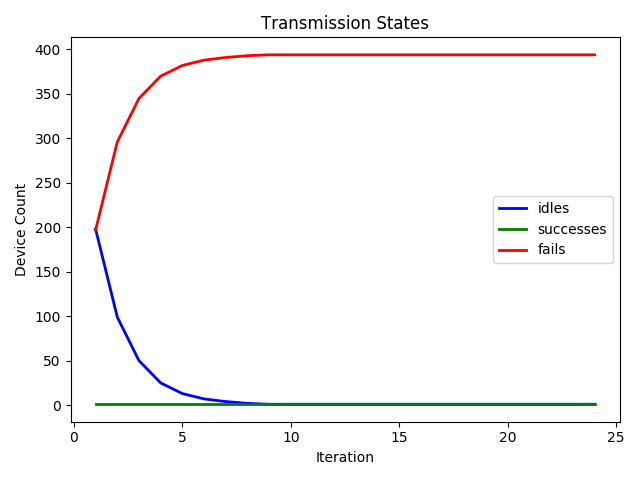 Transmission States
Device Count
400
350
300
250
200
150
100
50
0
idles
successes
fails
0 5 10 15 20 25
Iteration